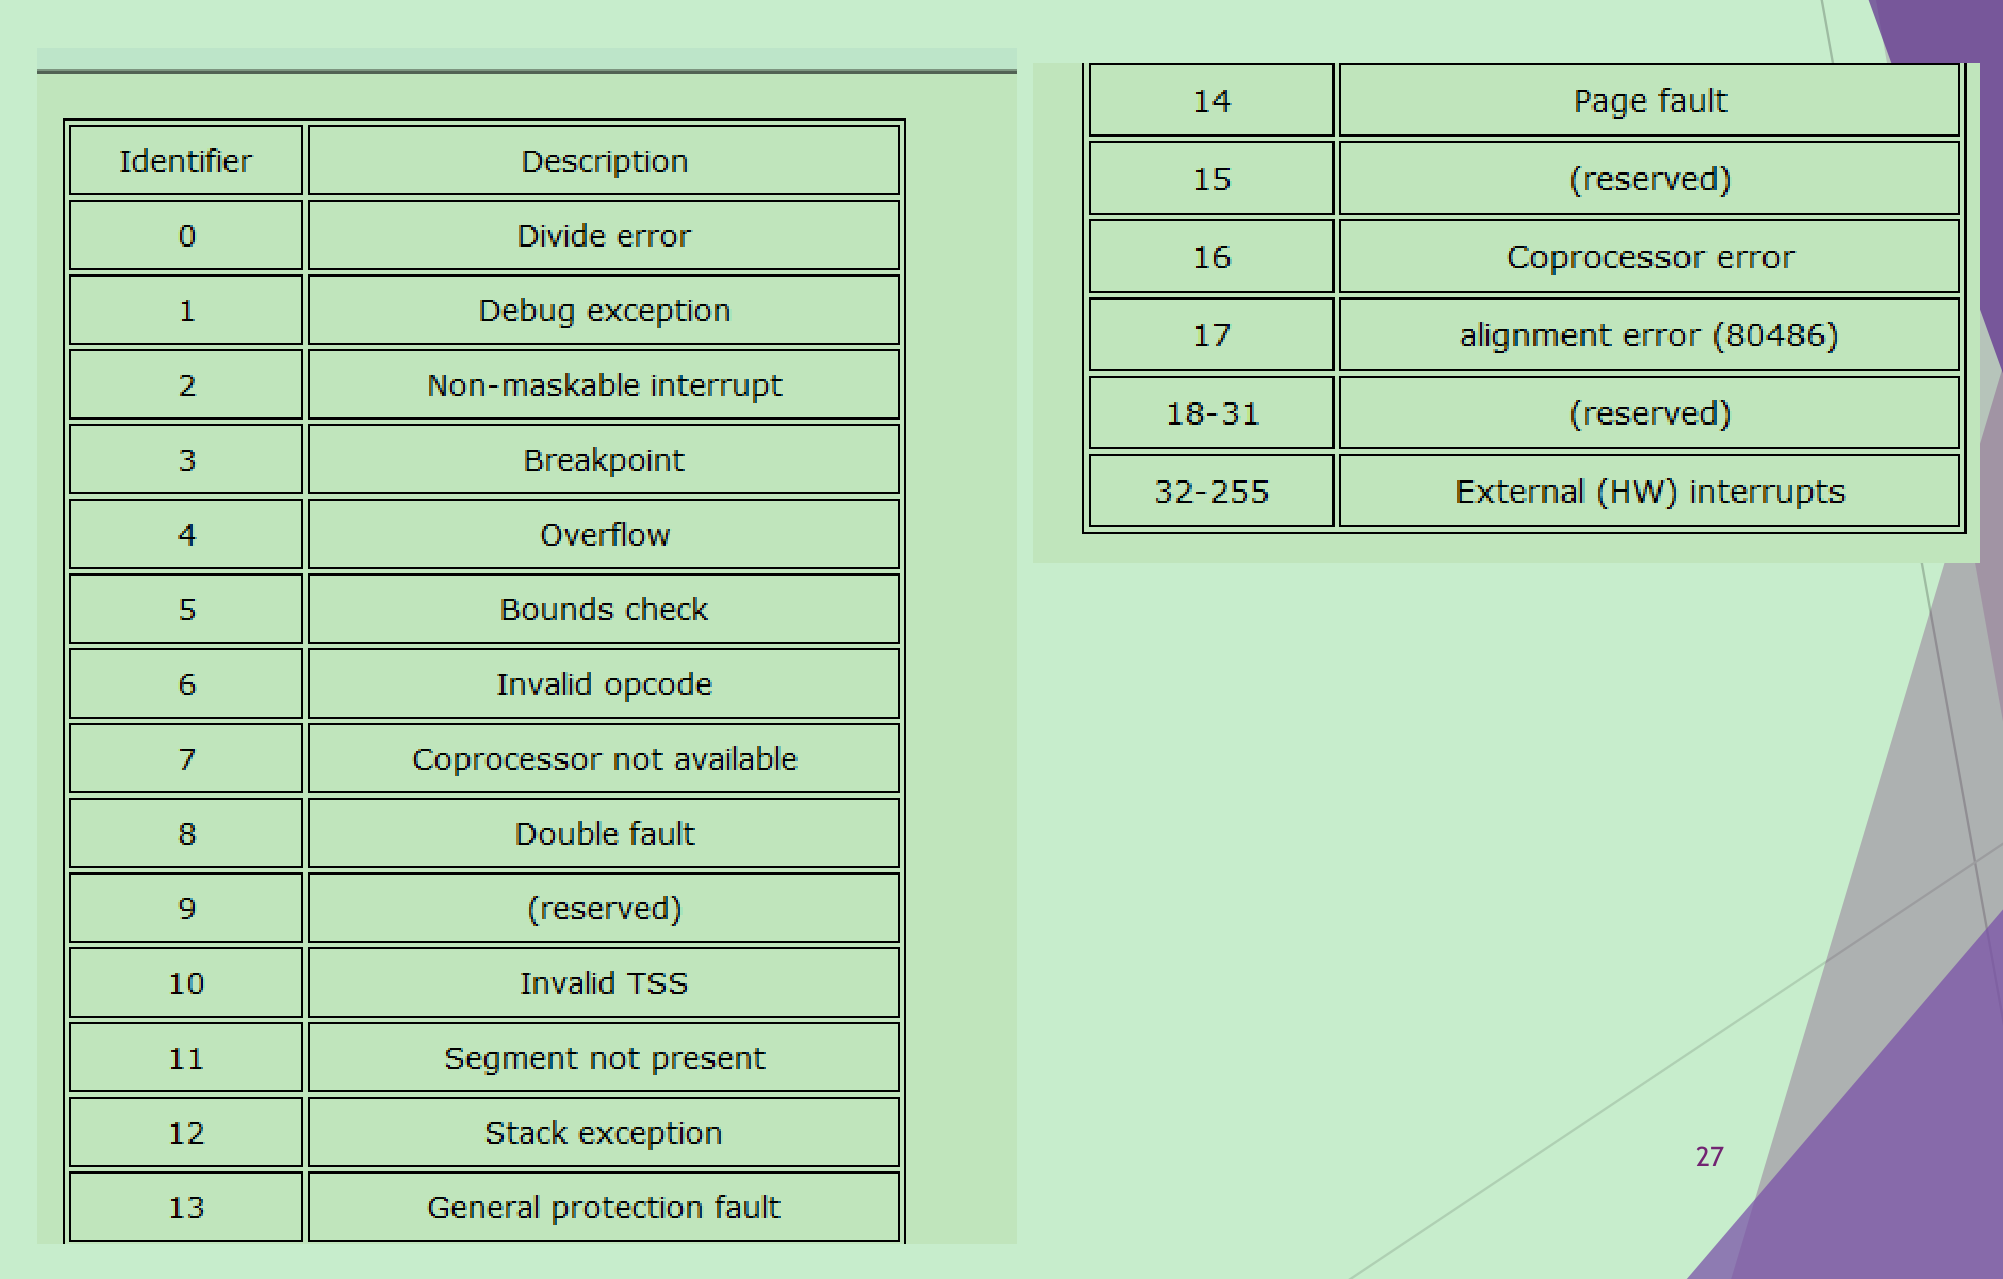 Identifier Description
0 Divide error
1 Debug exception
2 Non-maskable interrupt
3 Breakpoint
4 Overflow
5 Bounds check
6 Invalid opcode
7 Coprocessor not available
8 Double fault
9 (reserved)
10 Invalid TSS
11 Segment not present
12 Stack exception
13 General protection fault
14 Page fault
15 (reserved)
16 Coprocessor error
17 alignment error (80486)
18-31 (reserved)
32-255 External (HW) interrupts
27